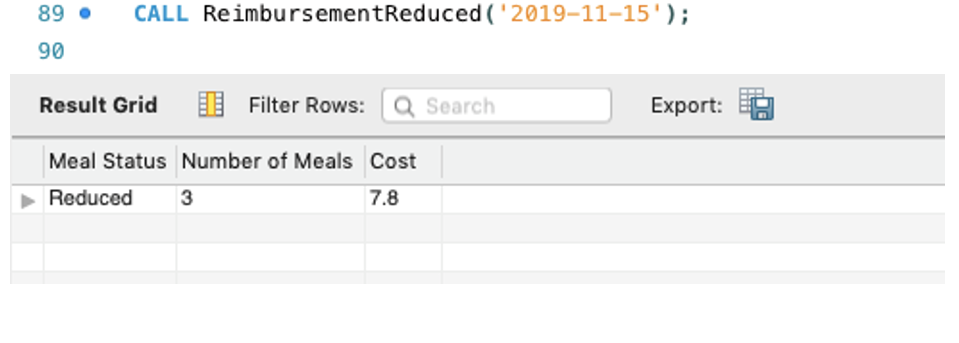 89 CALL ReimbursementReduced('2019-11-15');
90
Result Grid Filter Rows: Search Export:
Meal Status Number of Meals Cost
Reduced 3 7.8